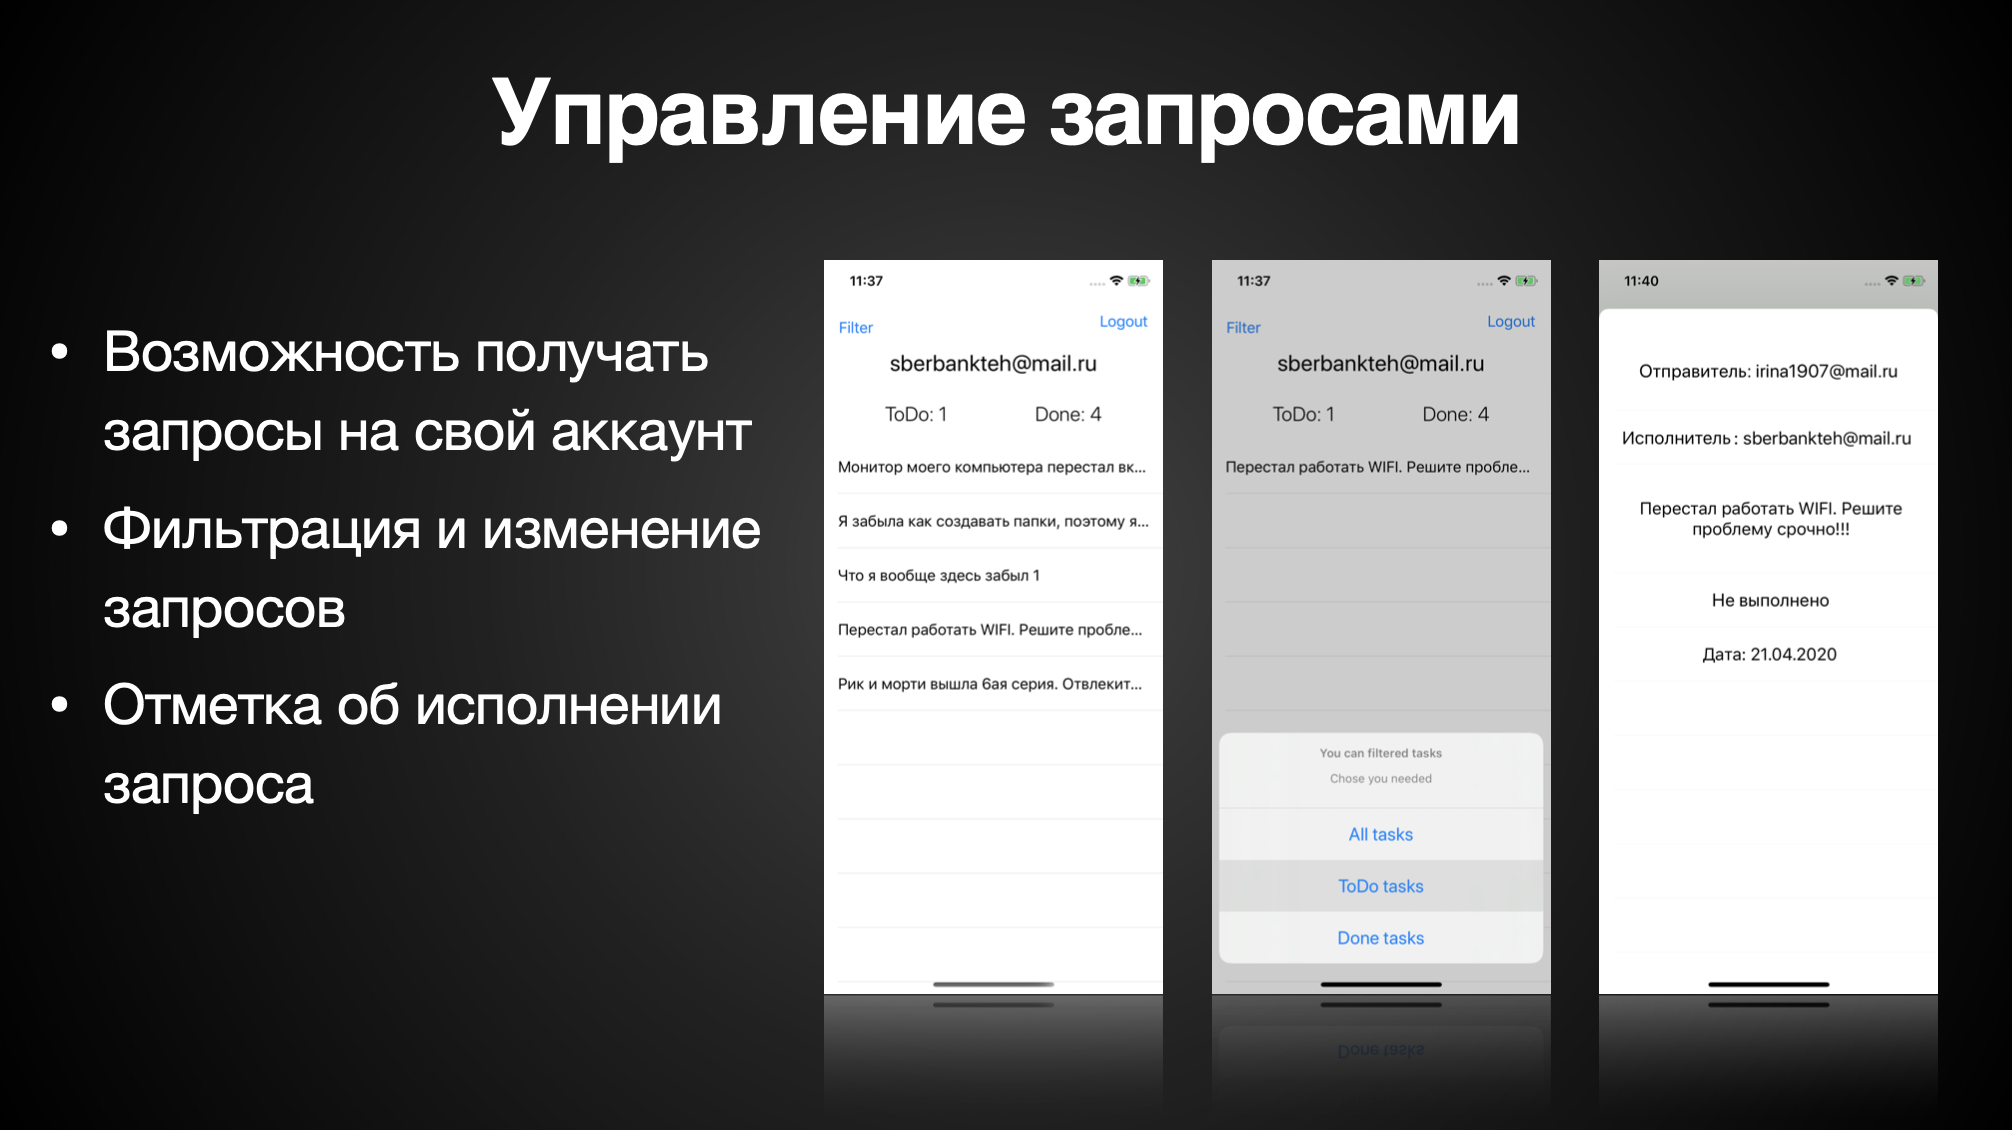 Управление запросами
• Возможность получать
запросы на свой аккаунт
• Фильтрация и изменение
запросов
• Отметка об исполнении
запроса
11:37
Filter
Logout
sberbankteh@mail.ru
ToDo: 1
Done: 4
Монитор моего компьютера перестал вк...
Я забыла как создавать папки, поэтому я...
Что я вообще здесь забыл 1
Перестал работать WIFI. Решите пробле...
Рик и морти вышла 6ая серия. Отвлекит...
11:37
Filter
Logout
sberbankteh@mail.ru
ToDo: 1
Done: 4
Перестал работать WIFI. Решите пробле...
You can filtered tasks
Chose you needed
All tasks
ToDo tasks
Done tasks
11:40
Отправитель: irina1907@mail.ru
Исполнитель : sberbankteh@mail.ru
Перестал работать WIFI. Решите
проблему срочно!!!
Не выполнено
Дата: 21.04.2020